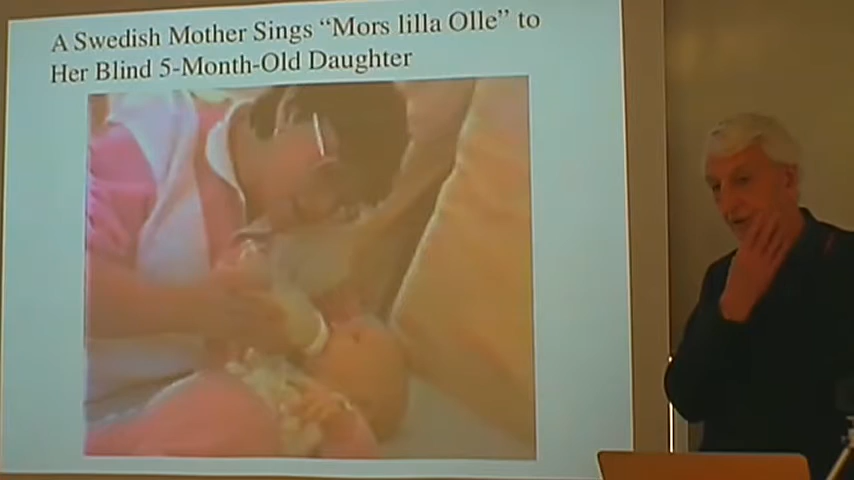 A Swedish Mother Sings “Mors lilla Olle” to
Her Blind 5-Month-Old Daughter